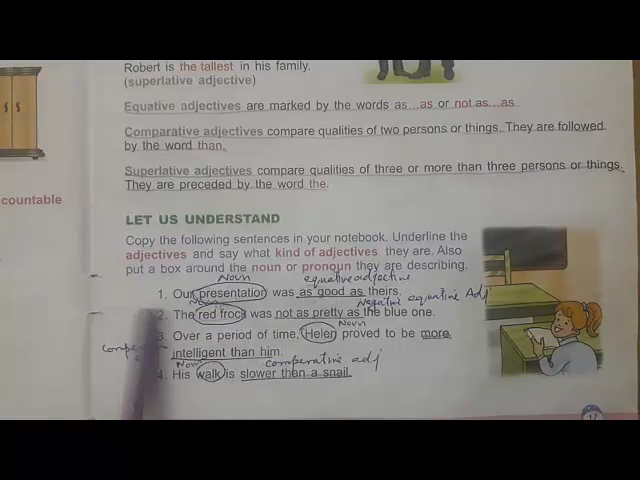 Robert is the tallest in his family.
(superlative adjective)
Equative adjectives are marked by the words as...as or not as...as
Comparative adjectives compare qualities of two persons or things. They are followed
by the word than.
Superlative adjectives compare qualities of three or more than three persons or things.
They are preceded by the word the.
countable
LET US UNDERSTAND
Copy the following sentences in your notebook. Underline the
adjectives and say what kind of adjectives they are. Also
put a box around the noun or pronoun they are describing.
Noun equative adjective
1. Our presentation was as good as theirs.
Noun Negative equative Adj
2. The red frock was not as pretty as the blue one.
Noun
3. Over a period of time, Helen proved to be more
intelligent than him.
Noun comparative adj
4. His walk is slower than a snail.
17